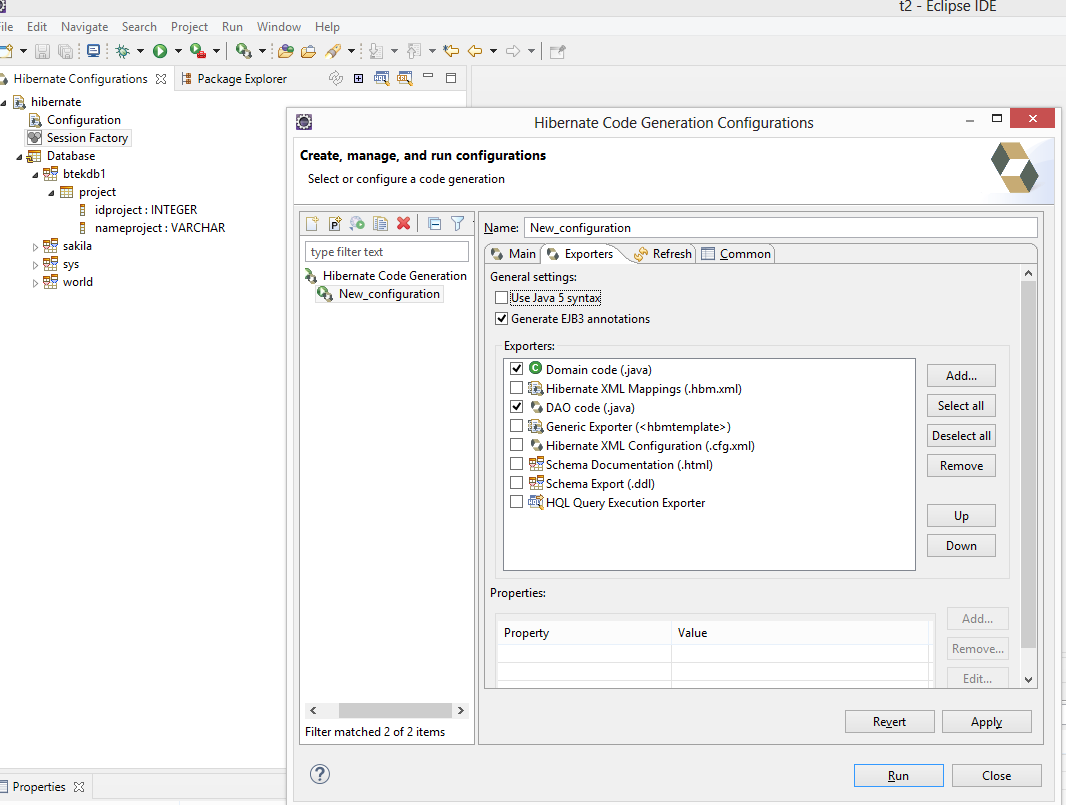 t2 - Eclipse IDE
File Edit Navigate Search Project Run Window Help
Hibernate Configurations Package Explorer
hibernate
Configuration
Session Factory
Database
btekdb1
project
idproject : INTEGER
nameproject : VARCHAR
sakila
sys
world
Properties
Hibernate Code Generation Configurations
Create, manage, and run configurations
Select or configure a code generation
type filter text
Hibernate Code Generation
New_configuration
Filter matched 2 of 2 items
Name: New_configuration
Main Exporters Refresh Common
General settings:
Use Java 5 syntax
Generate EJB3 annotations
Exporters:
Domain code (.java)
Hibernate XML Mappings (.hbm.xml)
DAO code (.java)
Generic Exporter (<hbmtemplate>)
Hibernate XML Configuration (.cfg.xml)
Schema Documentation (.html)
Schema Export (.ddl)
HQL Query Execution Exporter
Add...
Select all
Deselect all
Remove
Up
Down
Properties:
Property Value
Add...
Remove...
Edit...
Revert Apply
Run Close